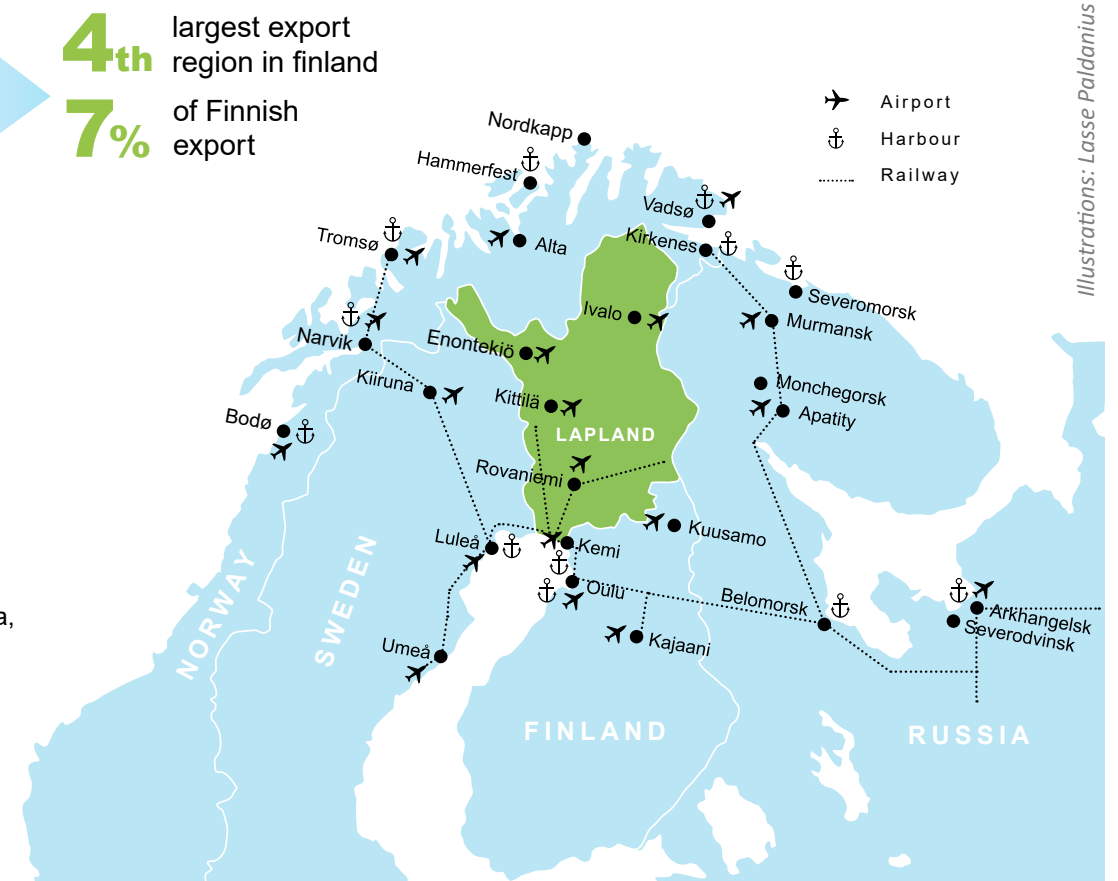 4th
largest export
region in finland
7%
of Finnish
export
Illustrations: Lasse Paldanius
Airport
Harbour
Railway
Nordkapp
Hammerfest
Vadsø
Tromsø
Alta
Kirkenes
Severomorsk
Ivalo
Murmansk
Narvik
Enontekiö
Kiiruna
Monchegorsk
Kittilä
Apatity
Bodø
LAPLAND
Rovaniemi
Kuusamo
Luleå
Kemi
Oulu
Belomorsk
Arkhangelsk
Severodvinsk
a,
Umeå
Kajaani
NORWAY
SWEDEN
FINLAND
RUSSIA